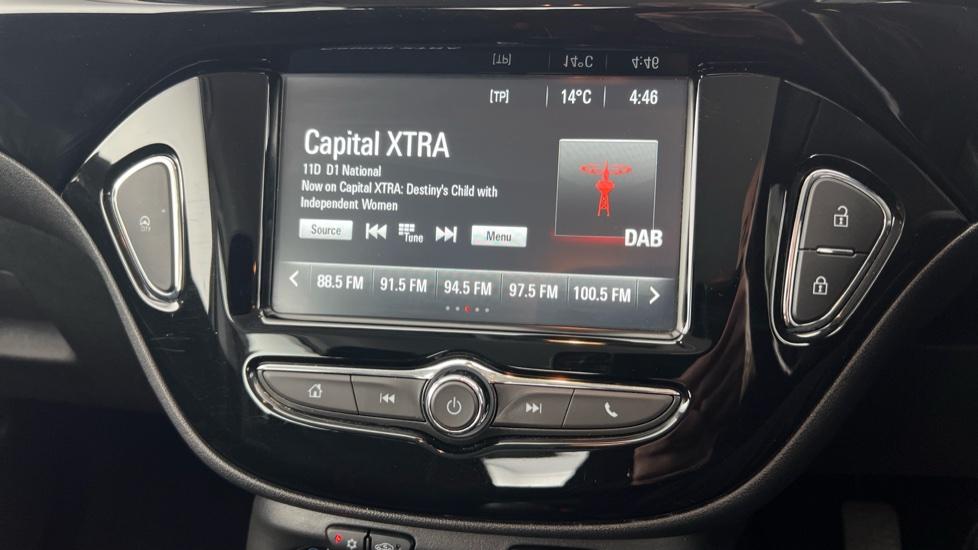 [TP] 14°C 4:46
Capital XTRA
11D D1 National
Now on Capital XTRA: Destiny's Child with
Independent Women
DAB
Source Tune Menu
88.5 FM 91.5 FM 94.5 FM 97.5 FM 100.5 FM